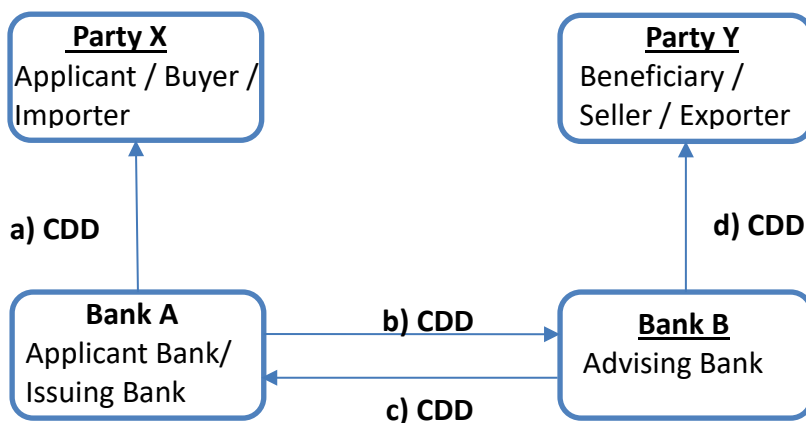 Party X
Applicant / Buyer /
Importer
Party Y
Beneficiary /
Seller / Exporter
a) CDD
d) CDD
Bank A
Applicant Bank/
Issuing Bank
b) CDD
c) CDD
Bank B
Advising Bank